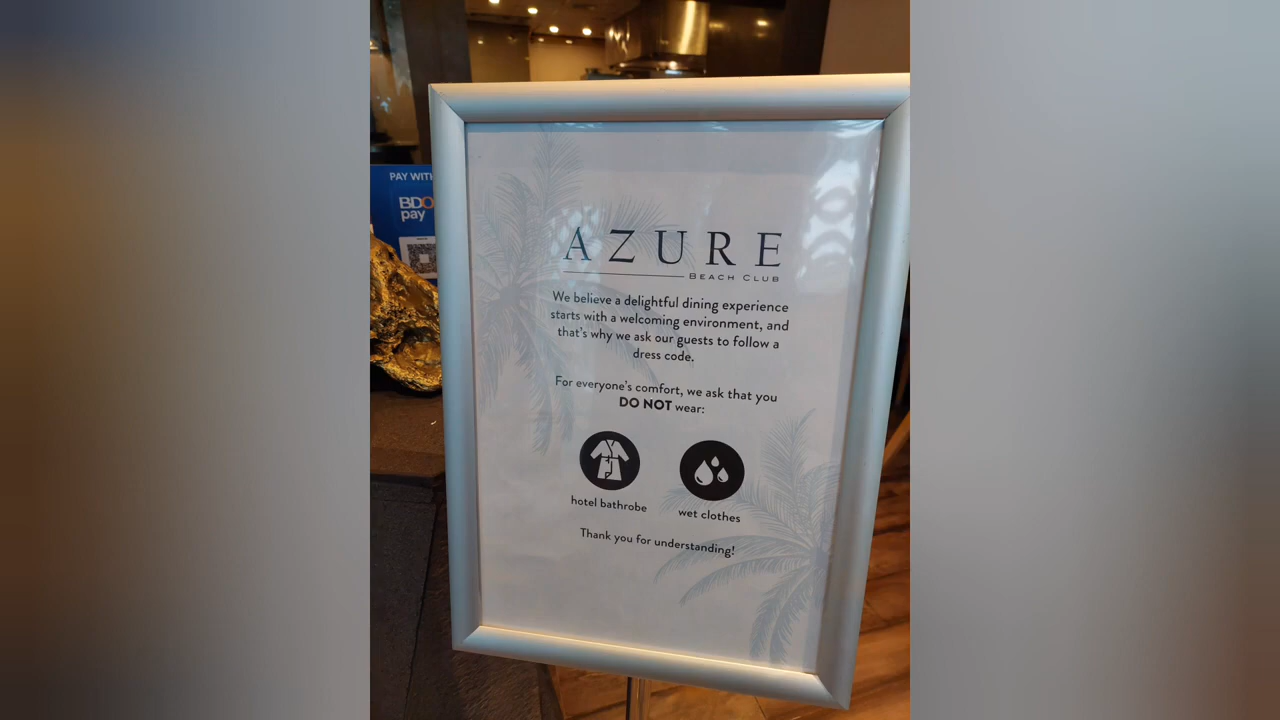 PAY WITH
BDO
pay
AZURE
BEACH CLUB
We believe a delightful dining experience
starts with a welcoming environment, and
that's why we ask our guests to follow a
dress code.
For everyone's comfort, we ask that you
DO NOT wear:
hotel bathrobe
wet clothes
Thank you for understanding!